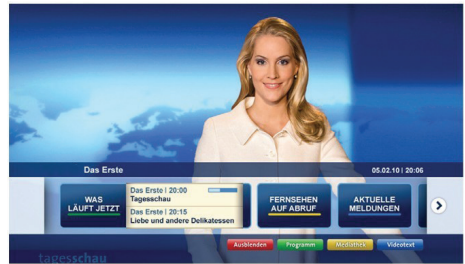 Das Erste
05.02.10 | 20:06
WAS
LÄUFT JETZT
Das Erste | 20:00
Tagesschau
Das Erste | 20:15
Liebe und andere Delikatessen
FERNSEHEN
AUF ABRUF
AKTUELLE
MELDUNGEN
Ausblenden
Programm
Mediathek
Videotext
tagesschau